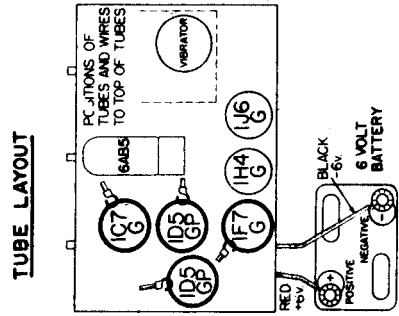 TUBE LAYOUT
POSITIONS OF
TUBES AND WIRES
TO TOP OF TUBES
VIBRATOR
6AB5
1C7
G
1D5
GP
1D5
GP
1F7
G
1H4
G
1J6
G
RED
+6v.
BLACK
-6v.
6 VOLT
BATTERY
+
POSITIVE
NEGATIVE
-